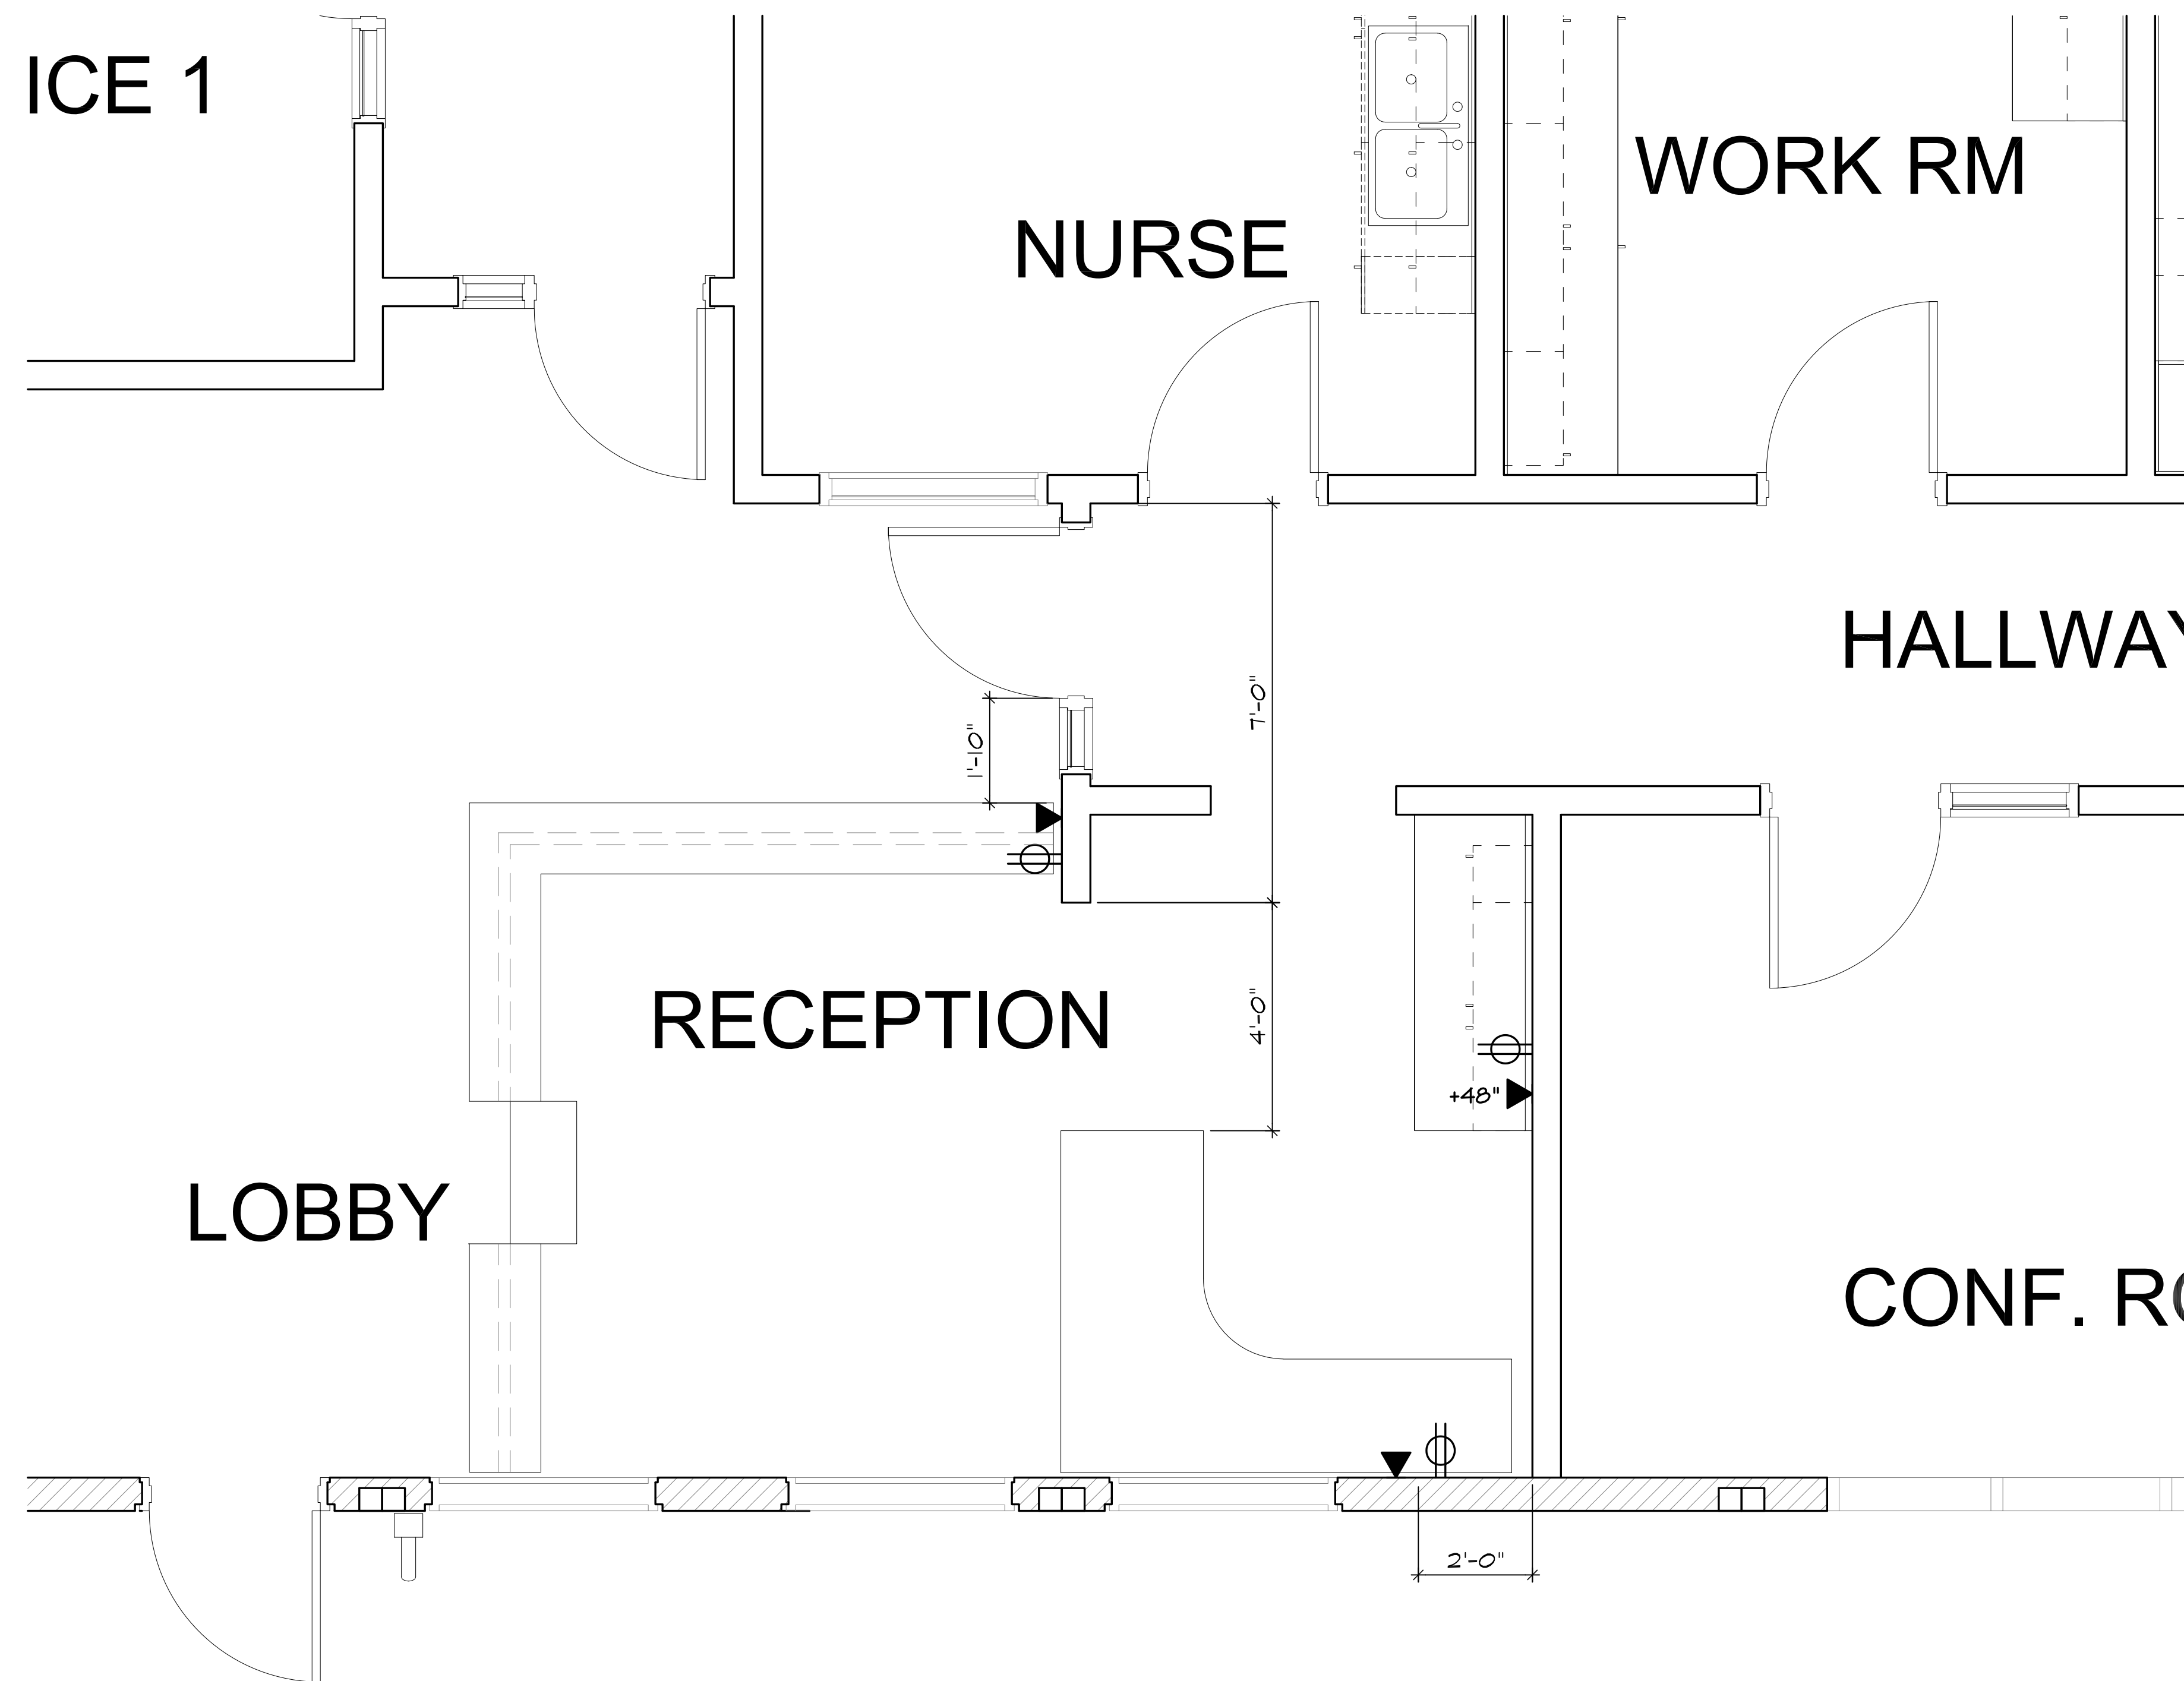 ICE 1
WORK RM
NURSE
HALLWAY
7'-0"
1'-10"
RECEPTION
4'-0"
+48"
LOBBY
CONF. RO
2'-0"